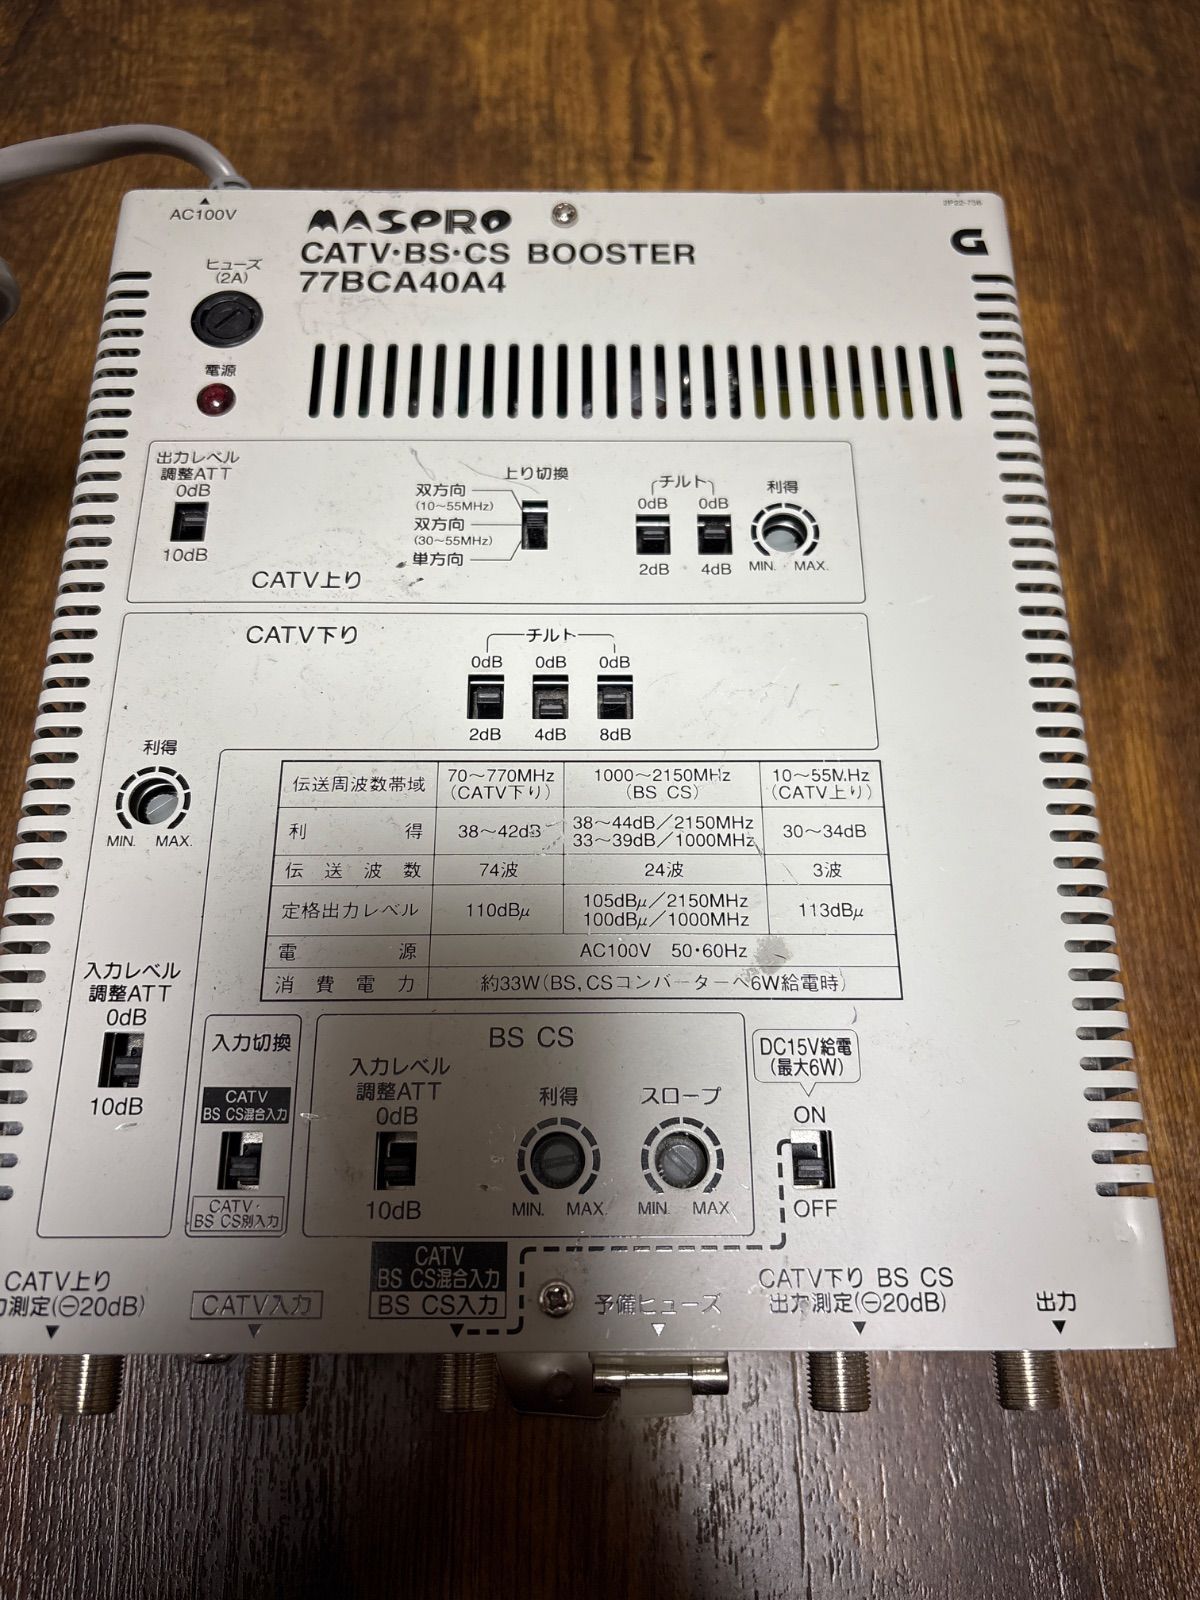 AC100V
MASPRO
2P22-73B
CATV・BS・CS BOOSTER
G
77BCA40A4
ヒューズ
(2A)
電源
出力レベル
調整ATT
0dB
10dB
CATV上り
上り切換
双方向
(10〜55MHz)
双方向
(30〜55MHz)
単方向
チルト
0dB 0dB
2dB 4dB
利得
MIN. MAX.
CATV下り
チルト
0dB 0dB 0dB
2dB 4dB 8dB
利得
MIN. MAX.
伝送周波数帯域 70〜770MHz 1000〜2150MHz 10〜55MHz
(CATV下り) (BS CS) (CATV上り)
利得 38〜42dB 38〜44dB/2150MHz 30〜34dB
33〜39dB/1000MHz
伝送波数 74波 24波 3波
定格出力レベル 110dBμ 105dBμ/2150MHz 113dBμ
100dBμ/1000MHz
電源 AC100V 50・60Hz
消費電力 約33W(BS,CSコンバーターへ6W給電時)
入力レベル
調整ATT
0dB
10dB
入力切換
CATV
BS CS混合入力
CATV・
BS CS別入力
BS CS
入力レベル
調整ATT
0dB
10dB
利得
MIN. MAX.
スロープ
MIN. MAX
DC15V給電
(最大6W)
ON
OFF
CATV上り
力測定(⊖20dB)
CATV入力
CATV
BS CS混合入力
BS CS入力
予備ヒューズ
CATV下り BS CS
出力測定(⊖20dB)
出力